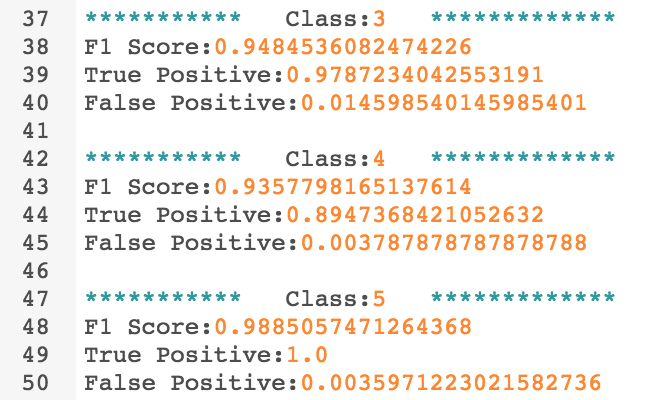 37 *********** Class:3 *************
38 F1 Score:0.9484536082474226
39 True Positive:0.9787234042553191
40 False Positive:0.014598540145985401
41
42 *********** Class:4 *************
43 F1 Score:0.9357798165137614
44 True Positive:0.8947368421052632
45 False Positive:0.003787878787878788
46
47 *********** Class:5 *************
48 F1 Score:0.9885057471264368
49 True Positive:1.0
50 False Positive:0.0035971223021582736